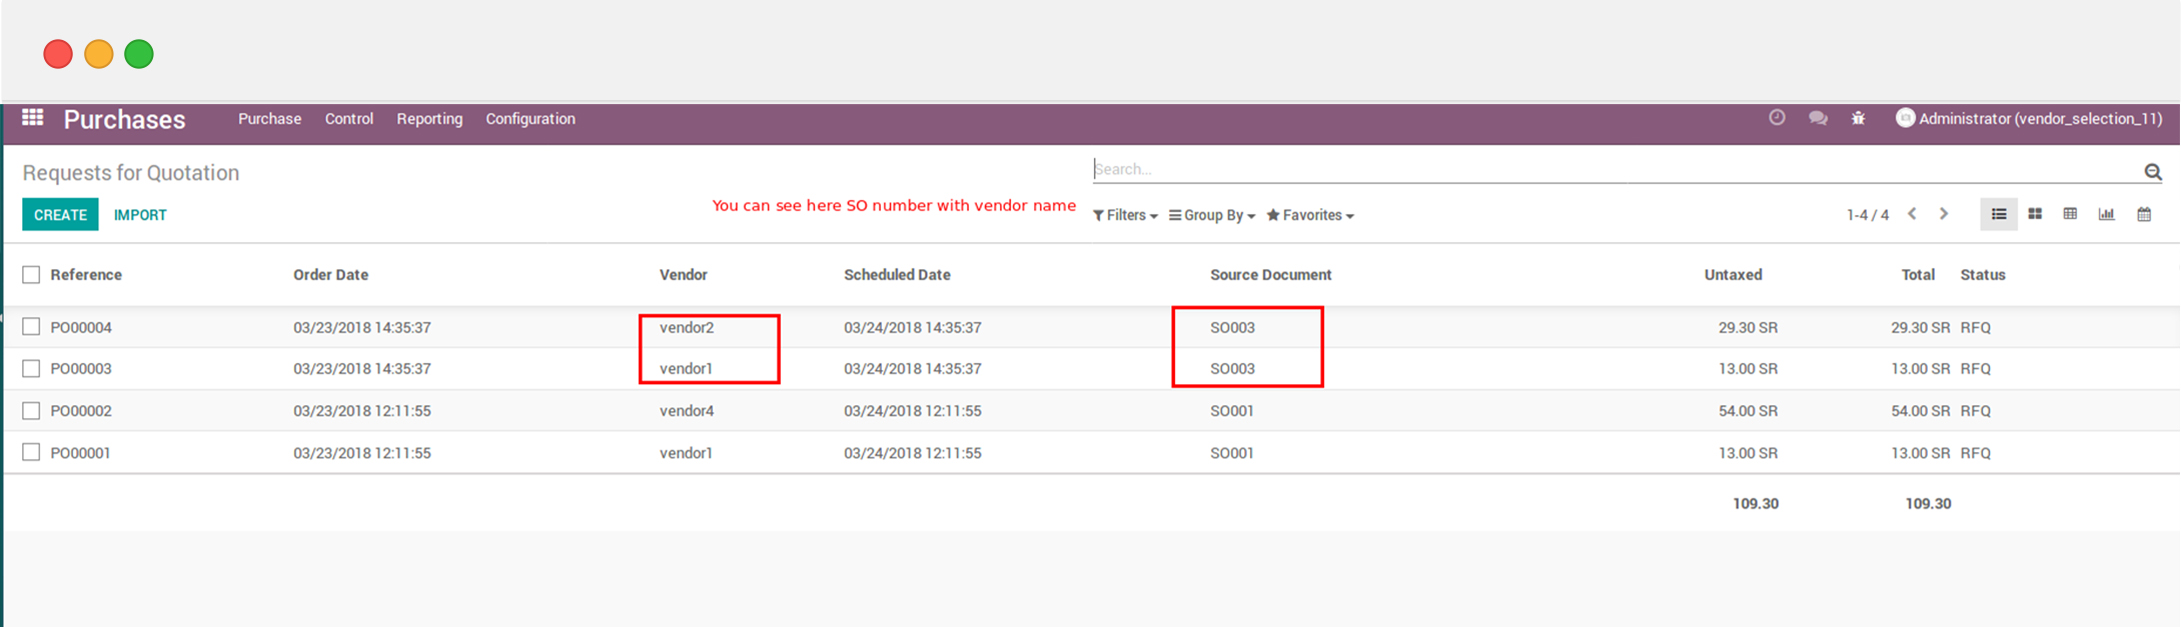 Purchases Purchase Control Reporting Configuration Administrator (vendor_selection_11)
Requests for Quotation Search...
CREATE IMPORT You can see here SO number with vendor name Filters Group By Favorites 1-4 / 4
Reference Order Date Vendor Scheduled Date Source Document Untaxed Total Status
PO00004 03/23/2018 14:35:37 vendor2 03/24/2018 14:35:37 SO003 29.30 SR 29.30 SR RFQ
PO00003 03/23/2018 14:35:37 vendor1 03/24/2018 14:35:37 SO003 13.00 SR 13.00 SR RFQ
PO00002 03/23/2018 12:11:55 vendor4 03/24/2018 12:11:55 SO001 54.00 SR 54.00 SR RFQ
PO00001 03/23/2018 12:11:55 vendor1 03/24/2018 12:11:55 SO001 13.00 SR 13.00 SR RFQ
109.30 109.30